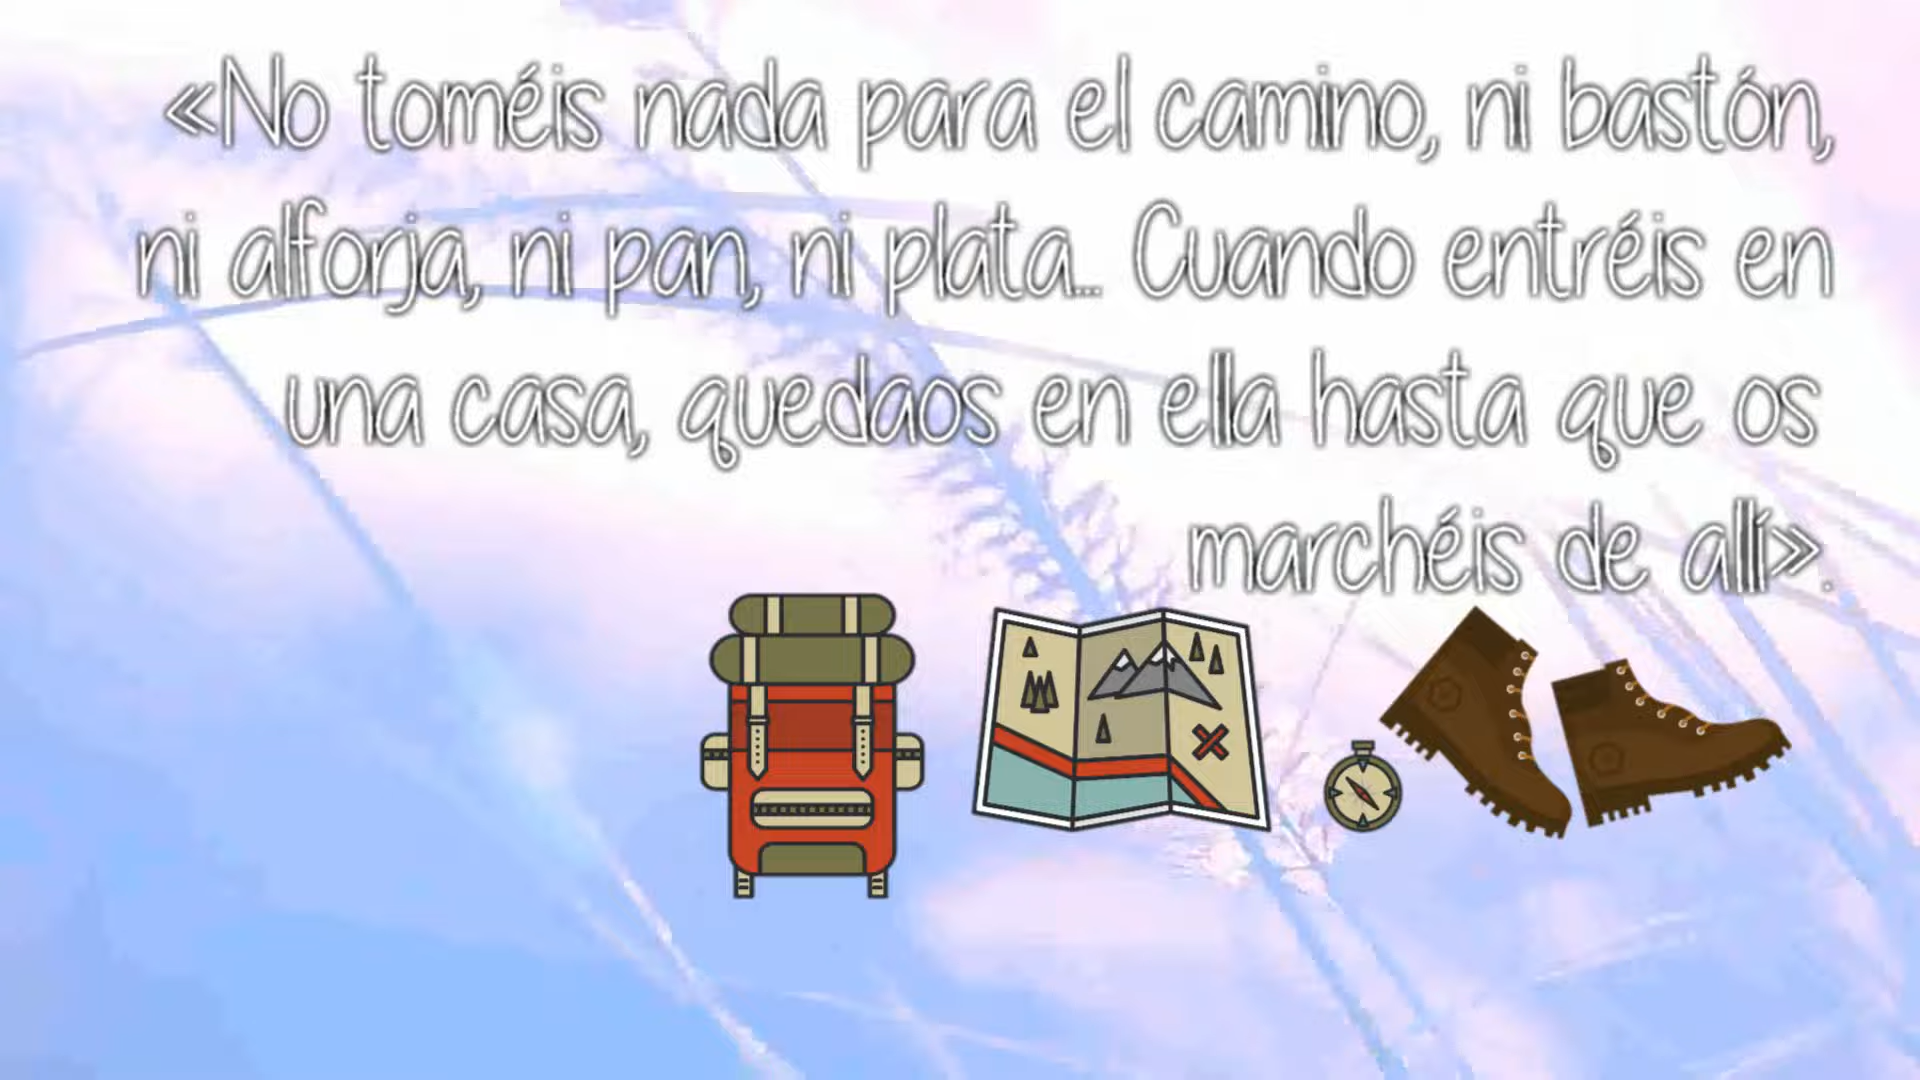 «No toméis nada para el camino, ni bastón,
ni alforja, ni pan, ni plata... Cuando entréis en
una casa, quedaos en ella hasta que os
marchéis de allí».